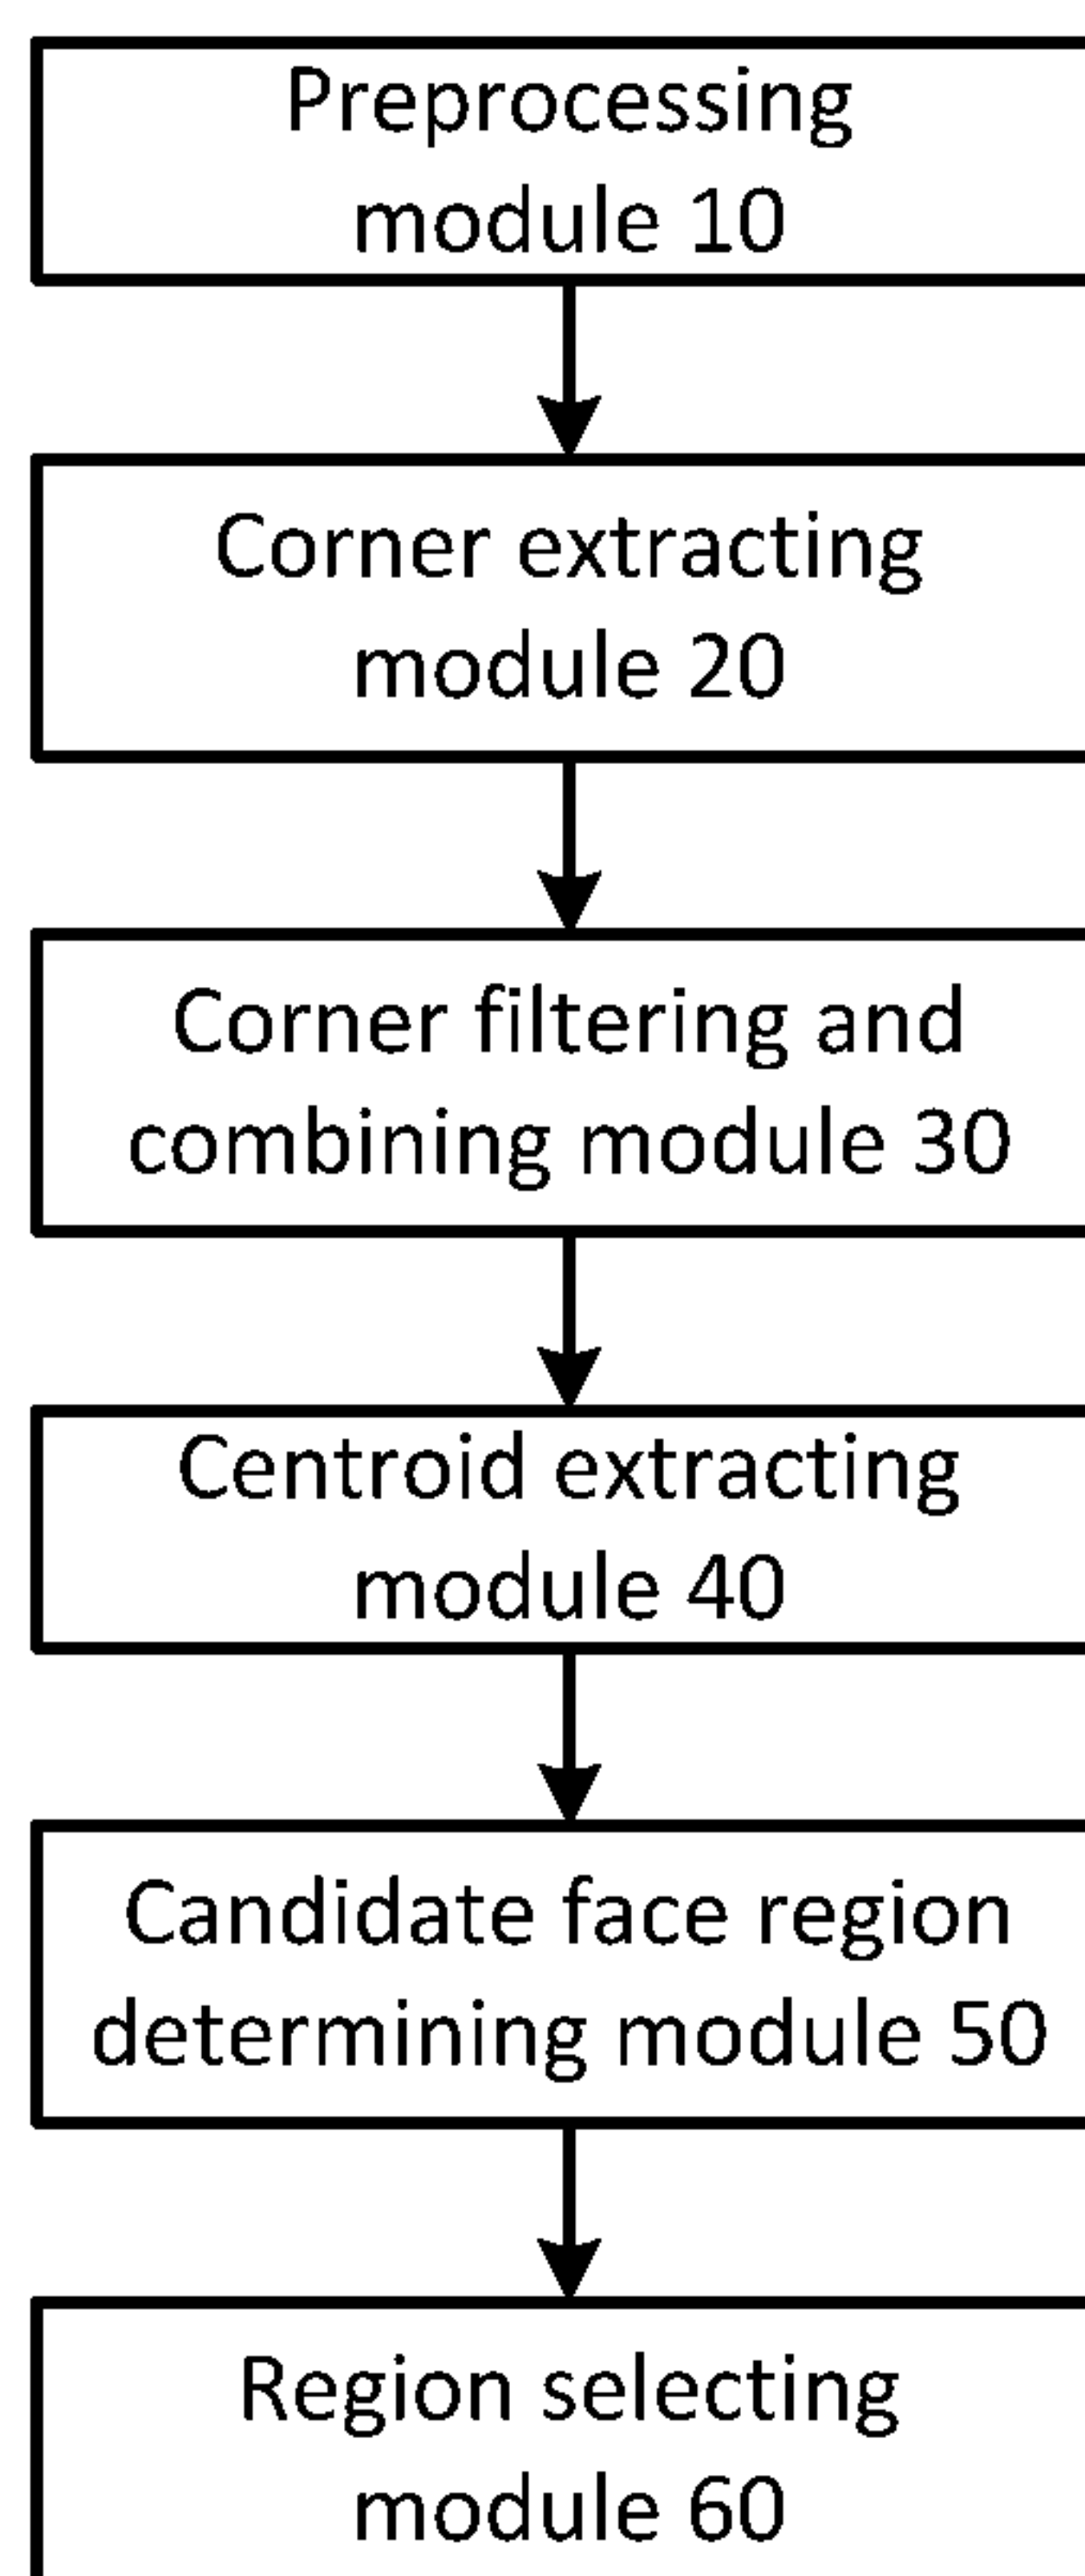 Preprocessing
module 10
Corner extracting
module 20
Corner filtering and
combining module 30
Centroid extracting
module 40
Candidate face region
determining module 50
Region selecting
module 60